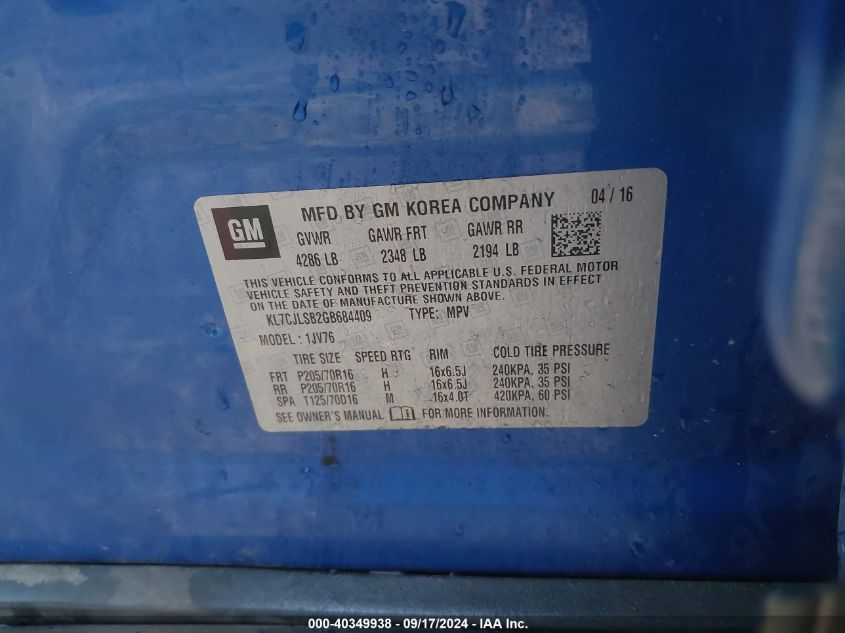 GM
MFD BY GM KOREA COMPANY 04 / 16
GVWR GAWR FRT GAWR RR
4286 LB 2348 LB 2194 LB
THIS VEHICLE CONFORMS TO ALL APPLICABLE U.S. FEDERAL MOTOR
VEHICLE SAFETY AND THEFT PREVENTION STANDARDS IN EFFECT
ON THE DATE OF MANUFACTURE SHOWN ABOVE.
KL7CJLSB2GB684409 TYPE: MPV
MODEL : 1JV76
TIRE SIZE SPEED RTG RIM COLD TIRE PRESSURE
FRT P205/70R16 H 16x6.5J 240KPA, 35 PSI
RR P205/70R16 H 16x6.5J 240KPA, 35 PSI
SPA T125/70D16 M 16x4.0T 420KPA, 60 PSI
SEE OWNER'S MANUAL FOR MORE INFORMATION.
000-40349938 - 09/17/2024 - IAA Inc.